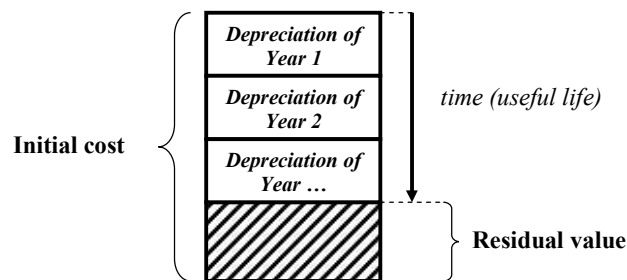 Depreciation of
Year 1
time (useful life)
Depreciation of
Year 2
Initial cost
Depreciation of
Year …
Residual value